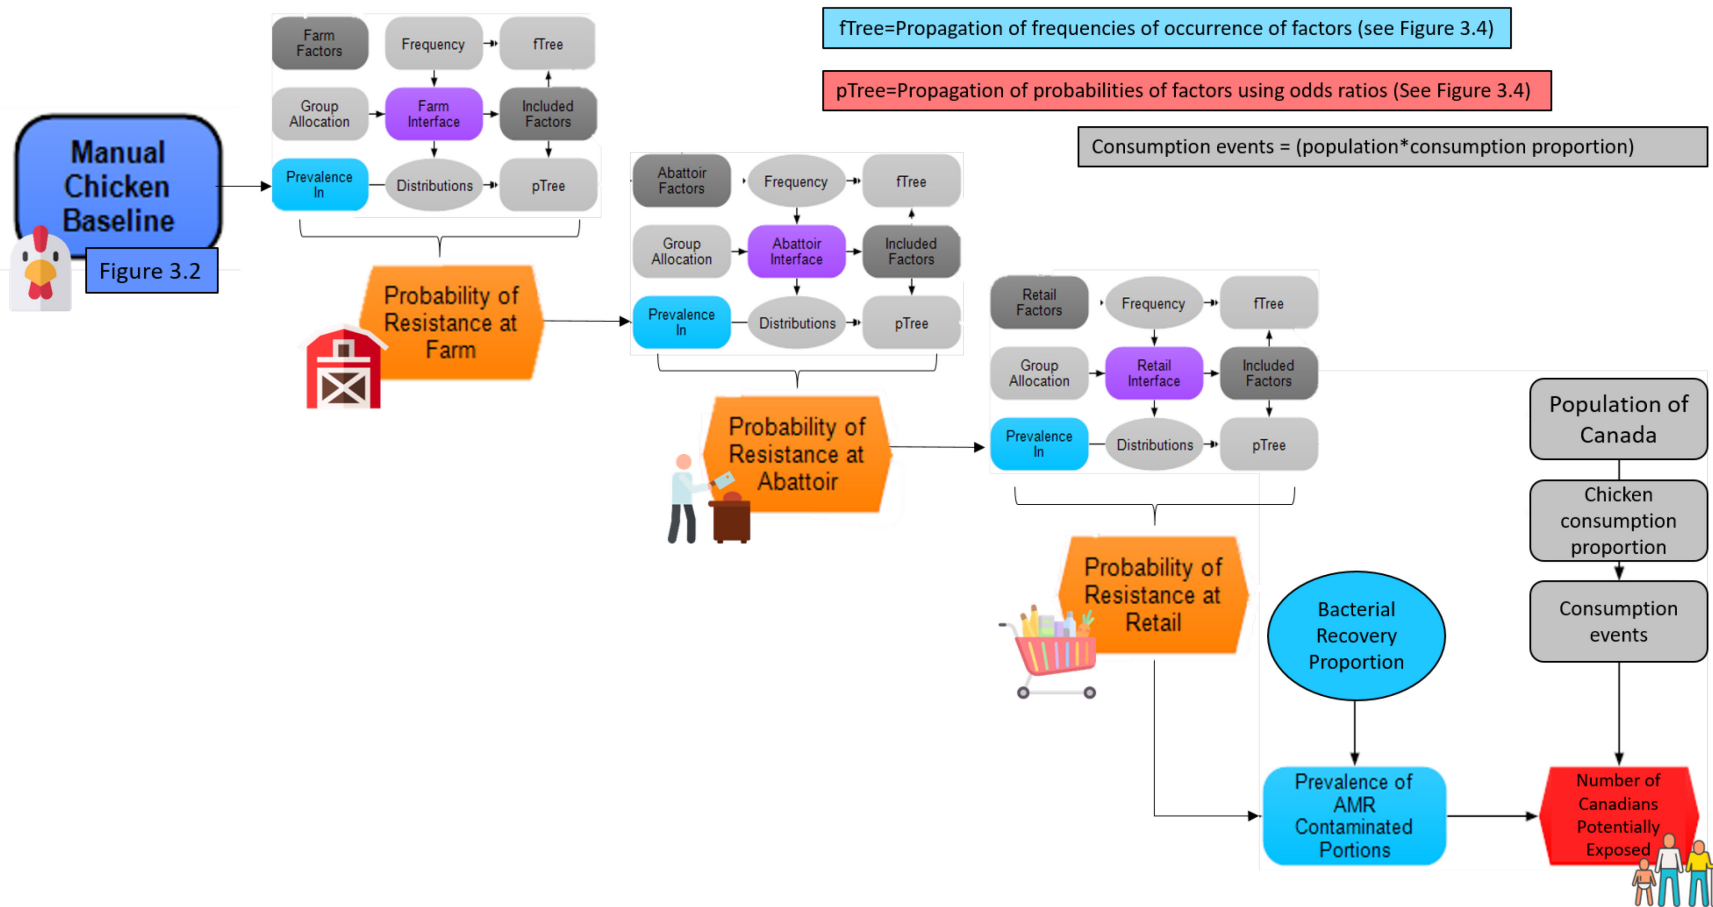 fTree=Propagation of frequencies of occurrence of factors (see Figure 3.4)
pTree=Propagation of probabilities of factors using odds ratios (See Figure 3.4)
Consumption events = (population*consumption proportion)
Manual
Chicken
Baseline
Figure 3.2
Farm
Factors
Frequency
fTree
Group
Allocation
Farm
Interface
Included
Factors
Prevalence
In
Distributions
pTree
Probability of
Resistance at
Farm
Abattoir
Factors
Frequency
fTree
Group
Allocation
Abattoir
Interface
Included
Factors
Prevalence
In
Distributions
pTree
Probability of
Resistance at
Abattoir
Retail
Factors
Frequency
fTree
Group
Allocation
Retail
Interface
Included
Factors
Prevalence
In
Distributions
pTree
Probability of
Resistance at
Retail
Population of
Canada
Chicken
consumption
proportion
Consumption
events
Bacterial
Recovery
Proportion
Prevalence of
AMR
Contaminated
Portions
Number of
Canadians
Potentially
Exposed